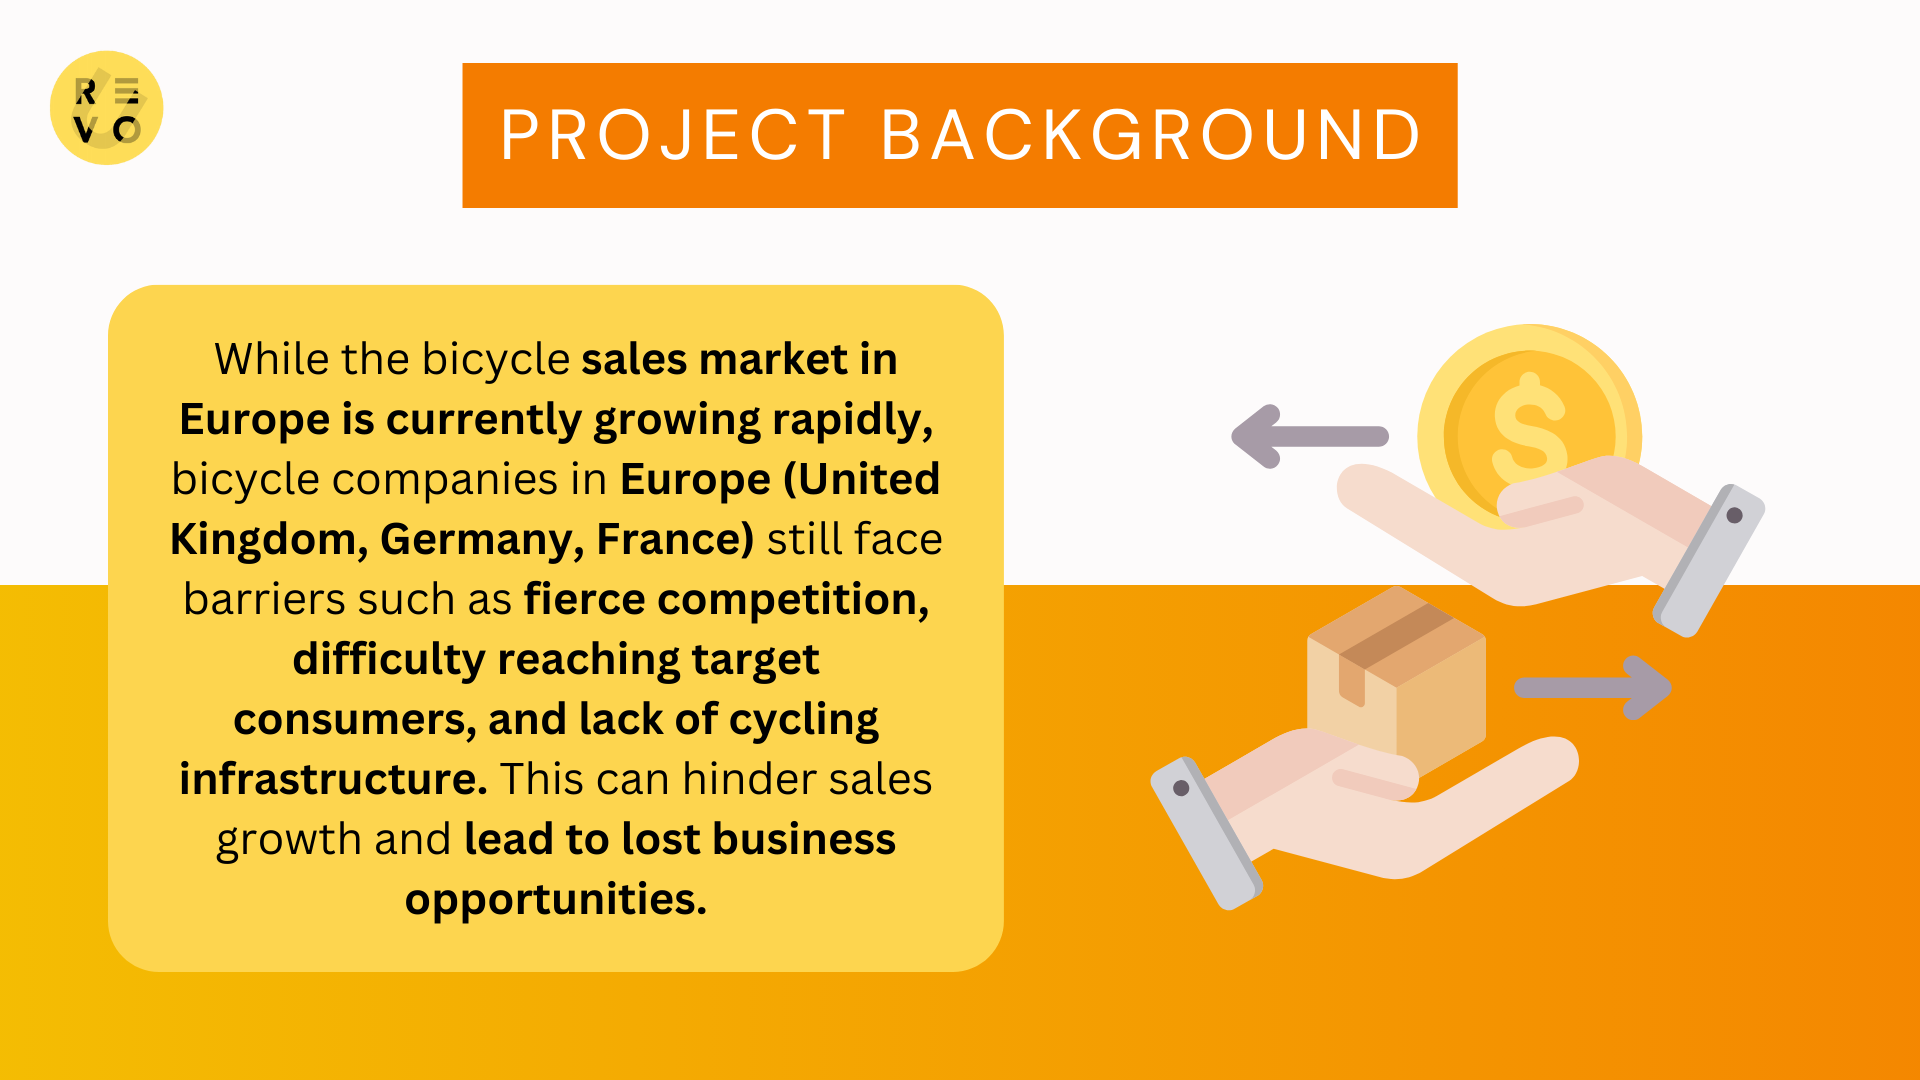 RE
VO
PROJECT BACKGROUND
While the bicycle sales market in
Europe is currently growing rapidly,
bicycle companies in Europe (United
Kingdom, Germany, France) still face
barriers such as fierce competition,
difficulty reaching target
consumers, and lack of cycling
infrastructure. This can hinder sales
growth and lead to lost business
opportunities.
$